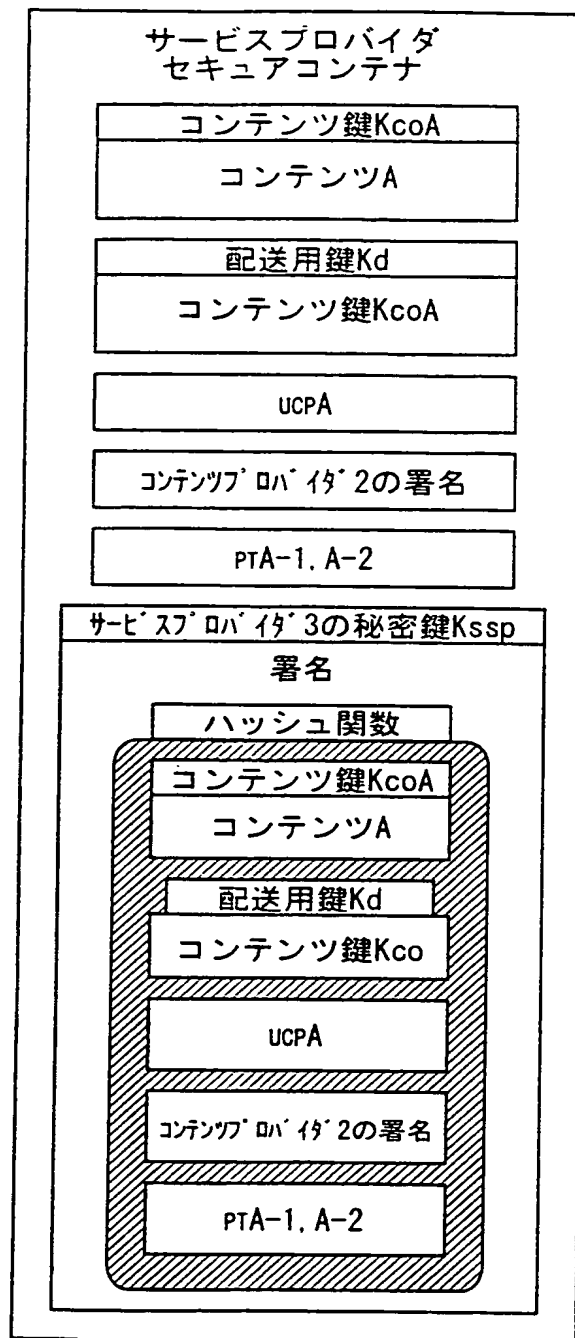 サービスプロバイダ
セキュアコンテナ
コンテンツ鍵KcoA
コンテンツA
配送用鍵Kd
コンテンツ鍵KcoA
UCPA
コンテンツプロバイダ2の署名
PTA-1, A-2
サービスプロバイダ3の秘密鍵Kssp
署名
ハッシュ関数
コンテンツ鍵KcoA
コンテンツA
配送用鍵Kd
コンテンツ鍵Kco
UCPA
コンテンツプロバイダ2の署名
PTA-1, A-2